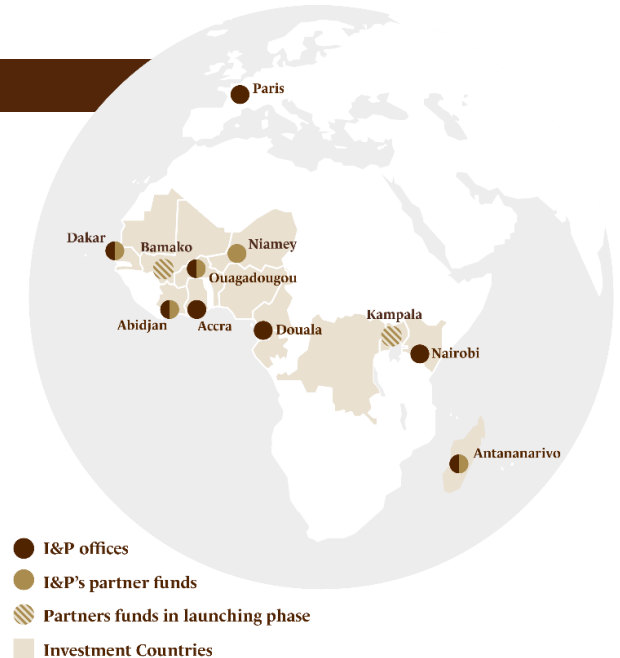 Paris
Dakar
Bamako
Niamey
Ouagadougou
Abidjan
Accra
Douala
Kampala
Nairobi
Antananarivo
I&P offices
I&P's partner funds
Partners funds in launching phase
Investment Countries